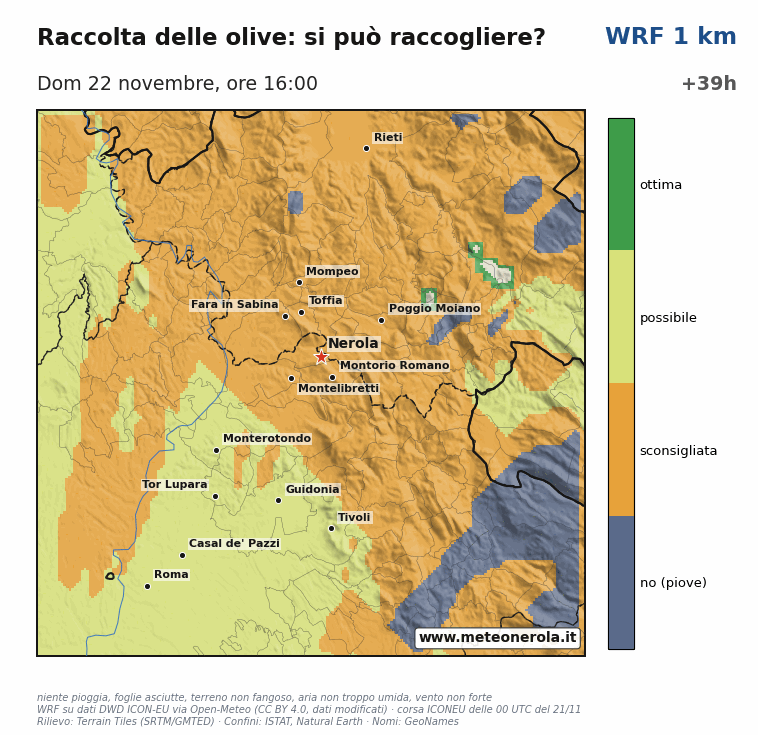 Raccolta delle olive: si può raccogliere?
WRF 1 km
Dom 22 novembre, ore 16:00
+39h
Rieti
ottima
Mompeo
Fara in Sabina
Toffia
Poggio Moiano
possibile
Nerola
Montorio Romano
Montelibretti
Monterotondo
sconsigliata
Tor Lupara
Guidonia
Tivoli
Casal de' Pazzi
Roma
no (piove)
www.meteonerola.it
niente pioggia, foglie asciutte, terreno non fangoso, aria non troppo umida, vento non forte
WRF su dati DWD ICON-EU via Open-Meteo (CC BY 4.0, dati modificati) · corsa ICONEU delle 00 UTC del 21/11
Rilievo: Terrain Tiles (SRTM/GMTED) · Confini: ISTAT, Natural Earth · Nomi: GeoNames